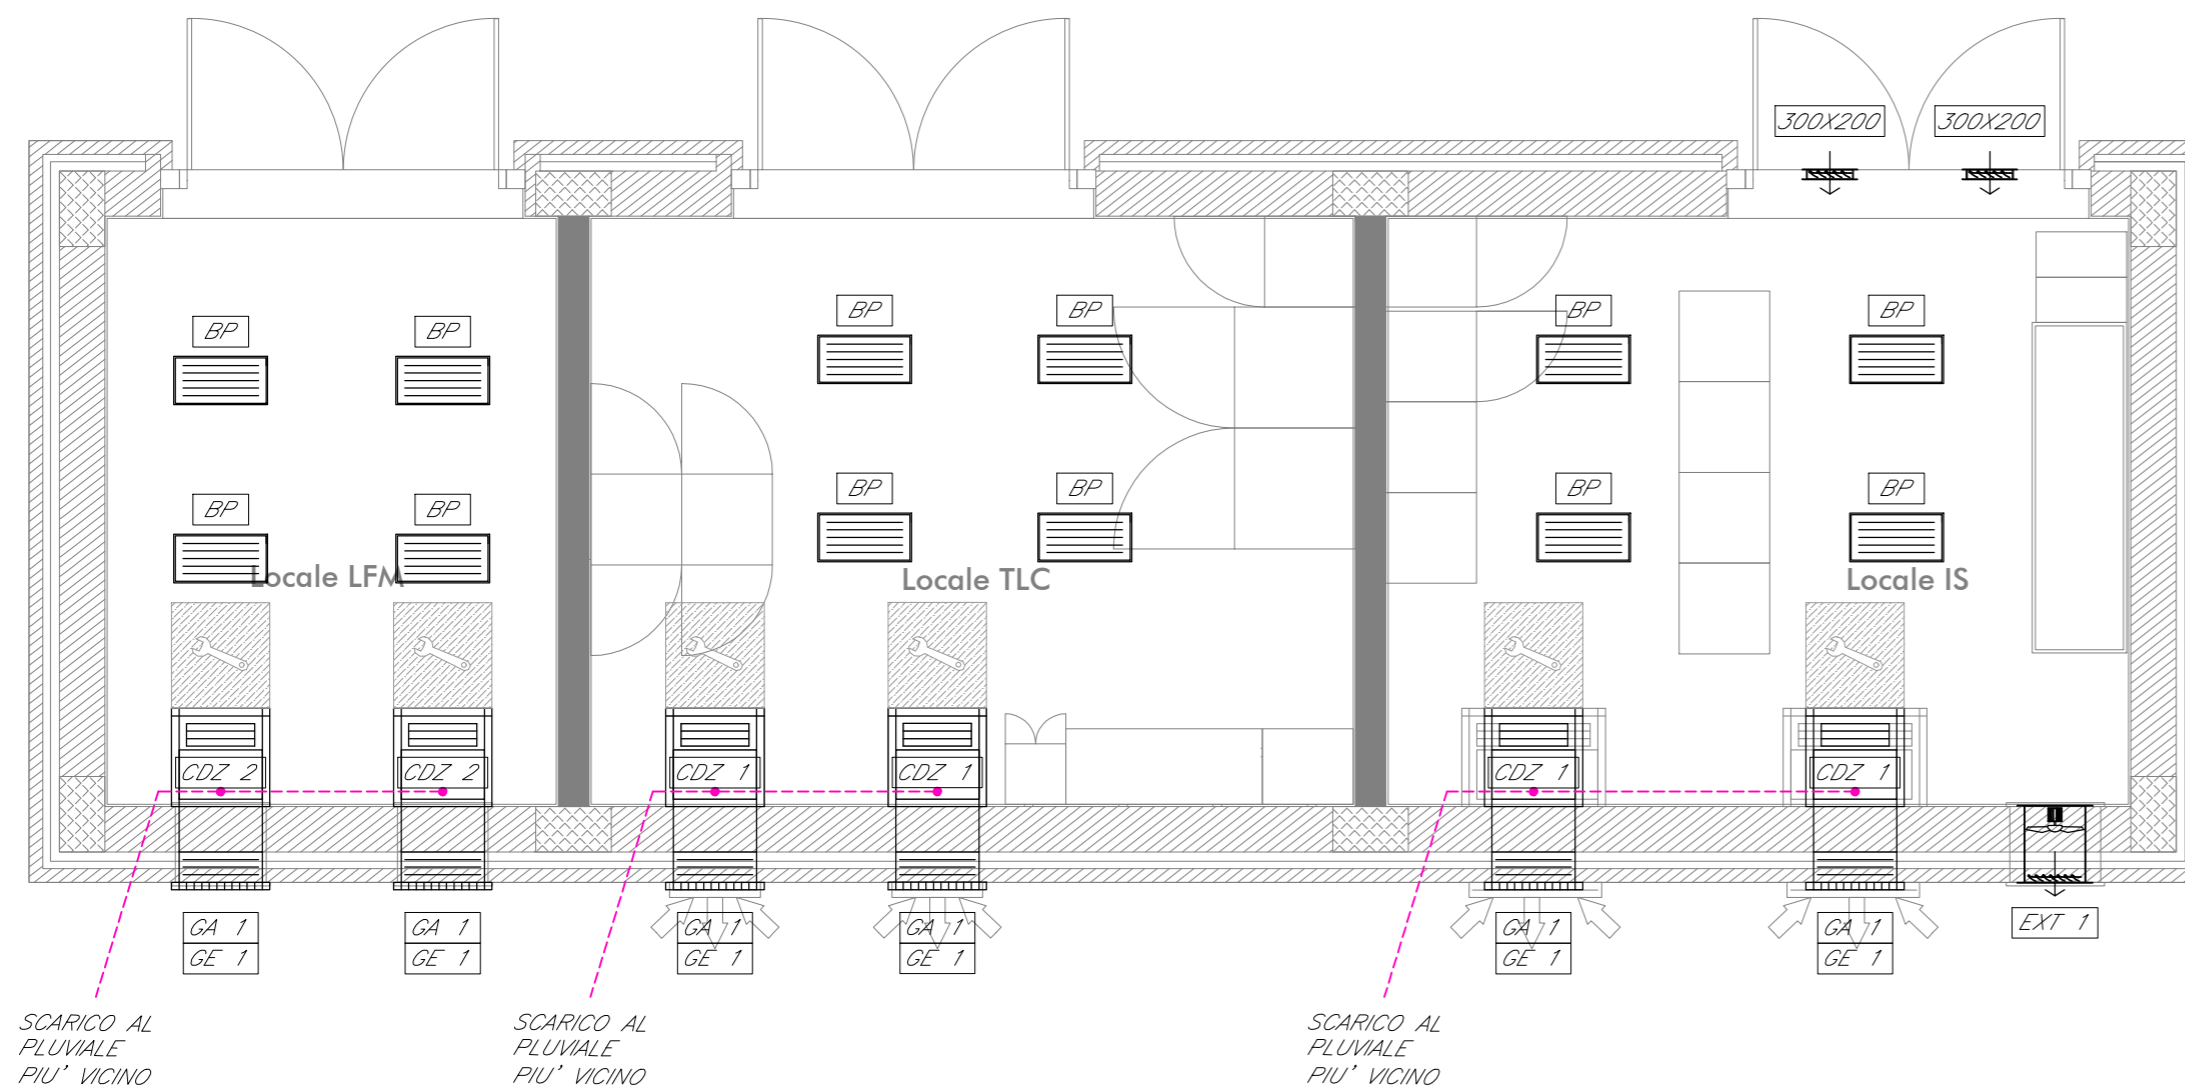 300X200
300X200
BP
BP
BP
BP
BP
BP
BP
BP
BP
BP
BP
BP
Locale LFM
Locale TLC
Locale IS
CDZ 2
CDZ 2
CDZ 1
CDZ 1
CDZ 1
CDZ 1
GA 1
GE 1
GA 1
GE 1
GA 1
GE 1
GA 1
GE 1
GA 1
GE 1
GA 1
GE 1
EXT 1
SCARICO AL
PLUVIALE
PIU' VICINO
SCARICO AL
PLUVIALE
PIU' VICINO
SCARICO AL
PLUVIALE
PIU' VICINO